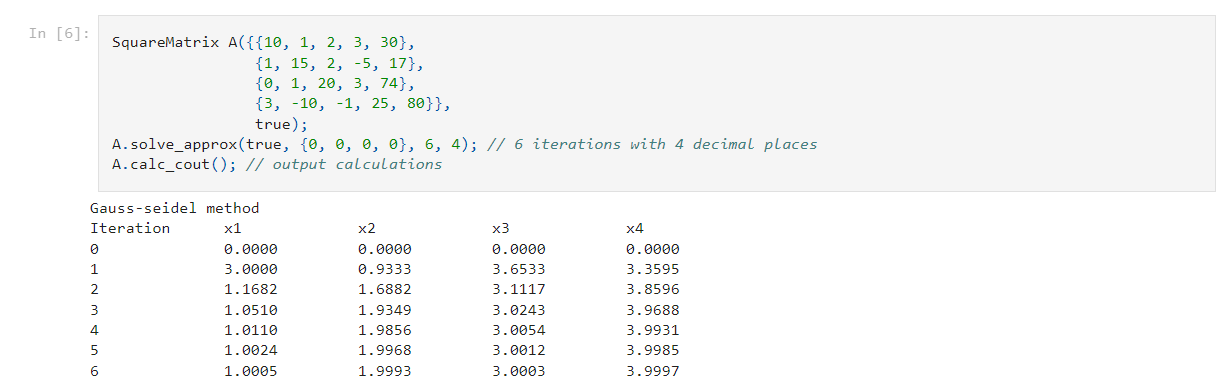 In [6]:
SquareMatrix A({{10, 1, 2, 3, 30},
{1, 15, 2, -5, 17},
{0, 1, 20, 3, 74},
{3, -10, -1, 25, 80}},
true);
A.solve_approx(true, {0, 0, 0, 0}, 6, 4); // 6 iterations with 4 decimal places
A.calc_cout(); // output calculations
Gauss-seidel method
Iteration x1 x2 x3 x4
0 0.0000 0.0000 0.0000 0.0000
1 3.0000 0.9333 3.6533 3.3595
2 1.1682 1.6882 3.1117 3.8596
3 1.0510 1.9349 3.0243 3.9688
4 1.0110 1.9856 3.0054 3.9931
5 1.0024 1.9968 3.0012 3.9985
6 1.0005 1.9993 3.0003 3.9997